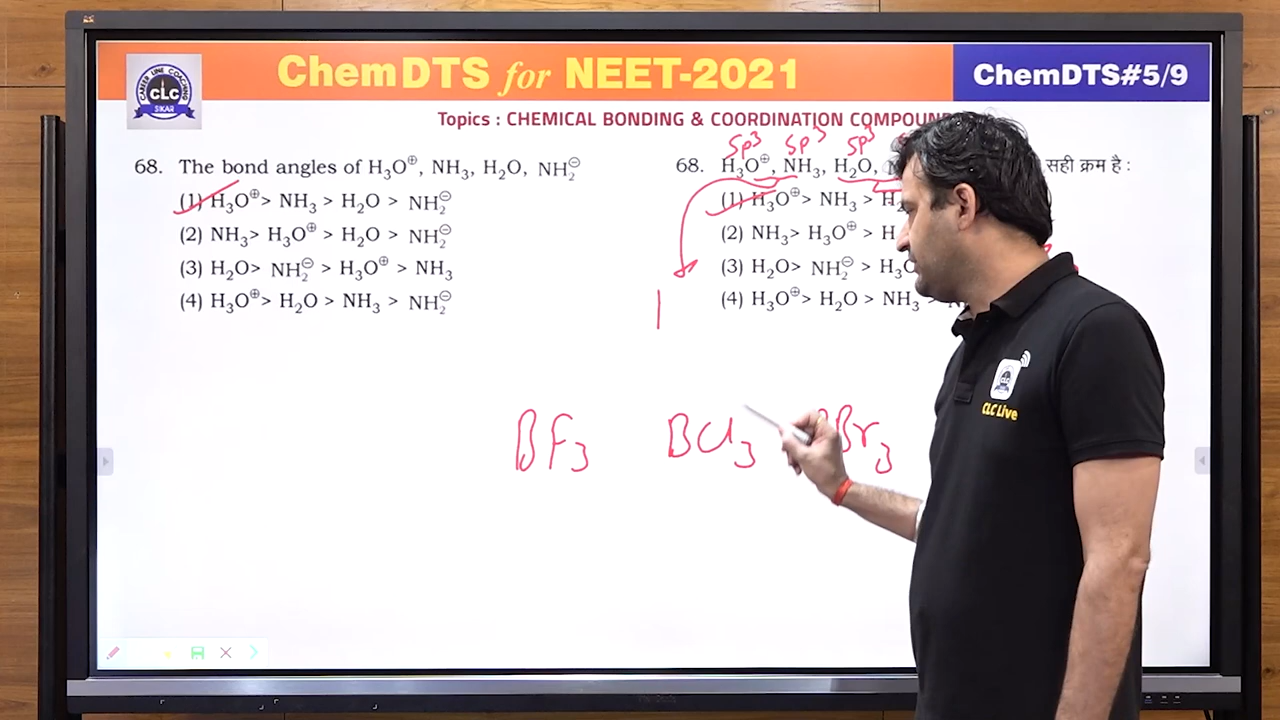 ChemDTS for NEET-2021
ChemDTS#5/9
CAREER LINE COACHING
CLC
SIKAR
Topics : CHEMICAL BONDING & COORDINATION COMPOUN
68. The bond angles of H₃O⊕, NH₃, H₂O, NH₂⊖
(1) H₃O⊕> NH₃ > H₂O > NH₂⊖
(2) NH₃> H₃O⊕ > H₂O > NH₂⊖
(3) H₂O> NH₂⊖ > H₃O⊕ > NH₃
(4) H₃O⊕> H₂O > NH₃ > NH₂⊖
sp³ sp³ sp³
68. H₃O⊕, NH₃, H₂O, सही क्रम है :
(1) H₃O⊕> NH₃ > H₂
(2) NH₃> H₃O⊕ > H
(3) H₂O> NH₂⊖ > H₃O
(4) H₃O⊕> H₂O > NH₃ >
BF₃ BCl₃ BBr₃
CLC
CLC Live